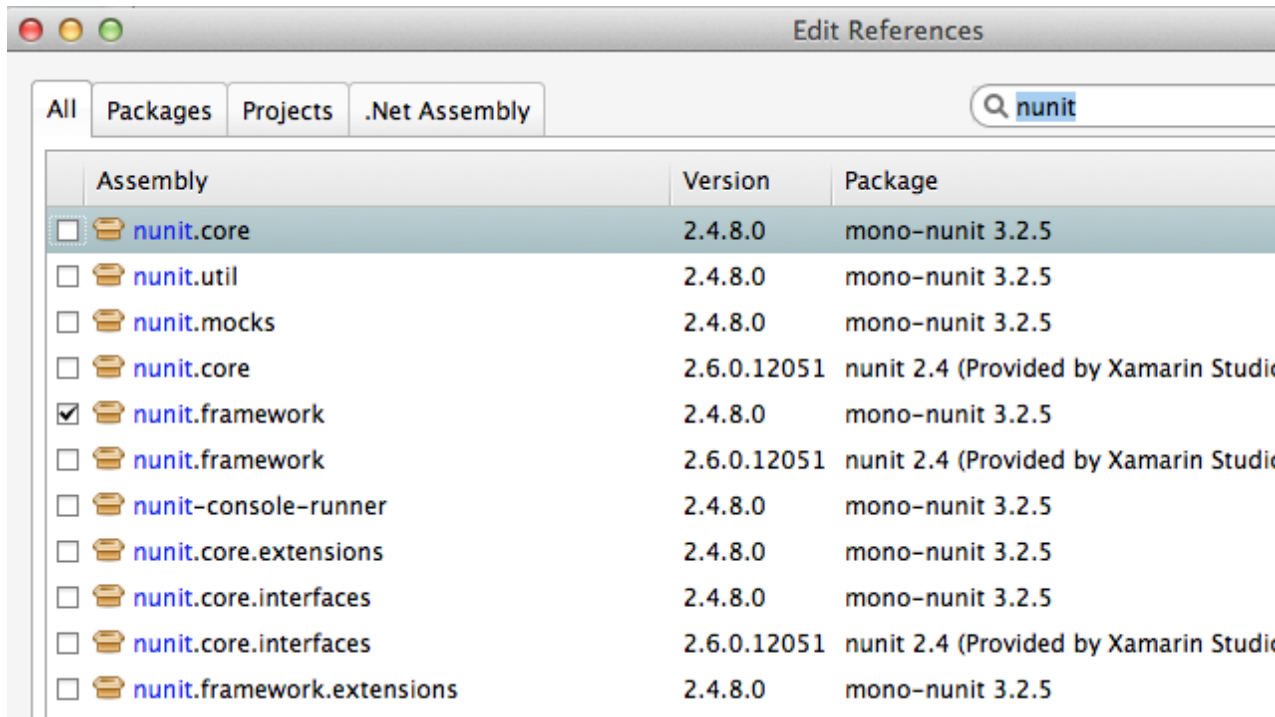 Edit References
All Packages Projects .Net Assembly nunit
Assembly Version Package
nunit.core 2.4.8.0 mono-nunit 3.2.5
nunit.util 2.4.8.0 mono-nunit 3.2.5
nunit.mocks 2.4.8.0 mono-nunit 3.2.5
nunit.core 2.6.0.12051 nunit 2.4 (Provided by Xamarin Studio
nunit.framework 2.4.8.0 mono-nunit 3.2.5
nunit.framework 2.6.0.12051 nunit 2.4 (Provided by Xamarin Studio
nunit-console-runner 2.4.8.0 mono-nunit 3.2.5
nunit.core.extensions 2.4.8.0 mono-nunit 3.2.5
nunit.core.interfaces 2.4.8.0 mono-nunit 3.2.5
nunit.core.interfaces 2.6.0.12051 nunit 2.4 (Provided by Xamarin Studio
nunit.framework.extensions 2.4.8.0 mono-nunit 3.2.5